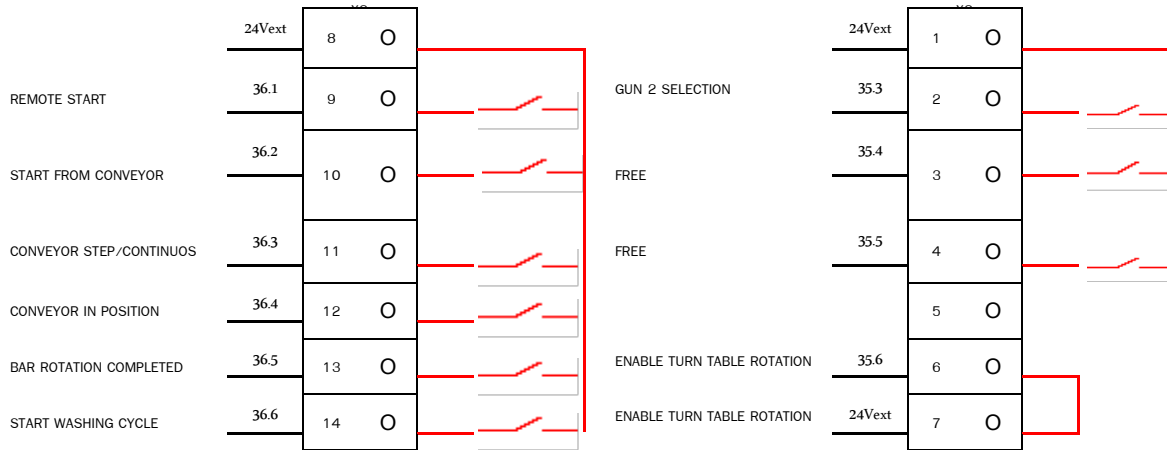 24Vext 8 O
REMOTE START 36.1 9 O
START FROM CONVEYOR 36.2 10 O
CONVEYOR STEP/CONTINUOS 36.3 11 O
CONVEYOR IN POSITION 36.4 12 O
BAR ROTATION COMPLETED 36.5 13 O
START WASHING CYCLE 36.6 14 O
24Vext 1 O
GUN 2 SELECTION 35.3 2 O
FREE 35.4 3 O
FREE 35.5 4 O
5 O
ENABLE TURN TABLE ROTATION 35.6 6 O
ENABLE TURN TABLE ROTATION 24Vext 7 O